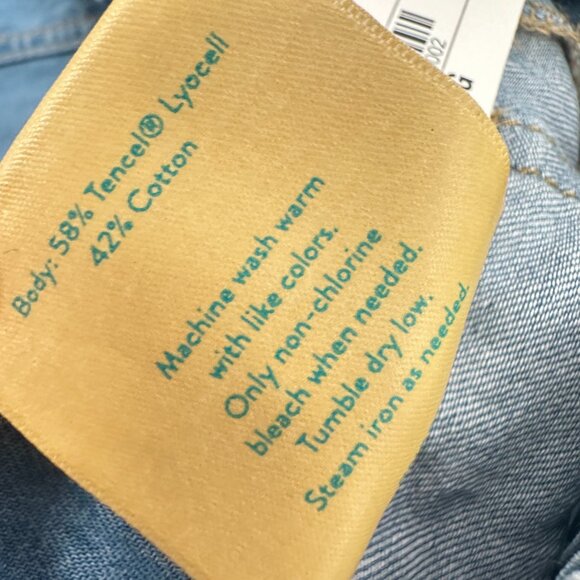 Body: 58% Tencel® Lyocell
42% Cotton
Machine wash warm
with like colors.
Only non-chlorine
bleach when needed.
Tumble dry low.
Steam iron as needed.
002
G